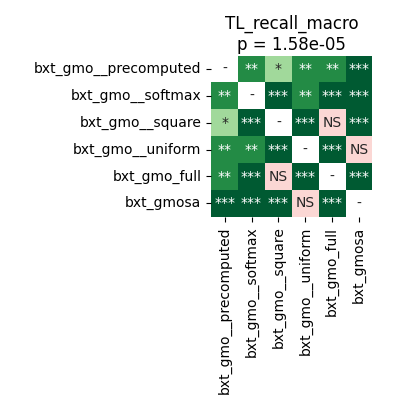 TL_recall_macro
p = 1.58e-05
bxt_gmo__precomputed - ** * ** ** ***
bxt_gmo__softmax ** - *** ** *** ***
bxt_gmo__square * *** - *** NS ***
bxt_gmo__uniform ** ** *** - *** NS
bxt_gmo_full ** *** NS *** - ***
bxt_gmosa *** *** *** NS *** -
bxt_gmo__precomputed
bxt_gmo__softmax
bxt_gmo__square
bxt_gmo__uniform
bxt_gmo_full
bxt_gmosa